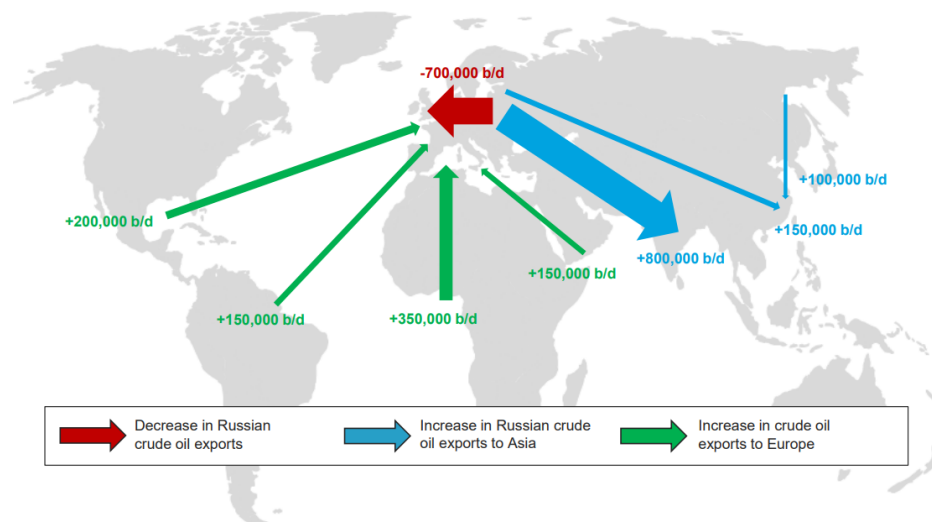 -700,000 b/d
+100,000 b/d
+200,000 b/d
+150,000 b/d
+800,000 b/d
+150,000 b/d
+150,000 b/d
+350,000 b/d
Decrease in Russian
crude oil exports
Increase in Russian crude
oil exports to Asia
Increase in crude oil
exports to Europe